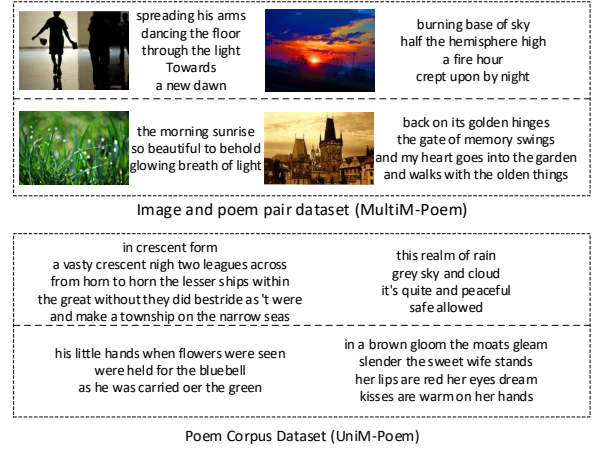 spreading his arms
dancing the floor
through the light
Towards
a new dawn
burning base of sky
half the hemisphere high
a fire hour
crept upon by night
the morning sunrise
so beautiful to behold
glowing breath of light
back on its golden hinges
the gate of memory swings
and my heart goes into the garden
and walks with the olden things
Image and poem pair dataset (MultiM-Poem)
in crescent form
a vasty crescent nigh two leagues across
from horn to horn the lesser ships within
the great without they did bestride as 't were
and make a township on the narrow seas
this realm of rain
grey sky and cloud
it's quite and peaceful
safe allowed
his little hands when flowers were seen
were held for the bluebell
as he was carried oer the green
in a brown gloom the moats gleam
slender the sweet wife stands
her lips are red her eyes dream
kisses are warm on her hands
Poem Corpus Dataset (UniM-Poem)